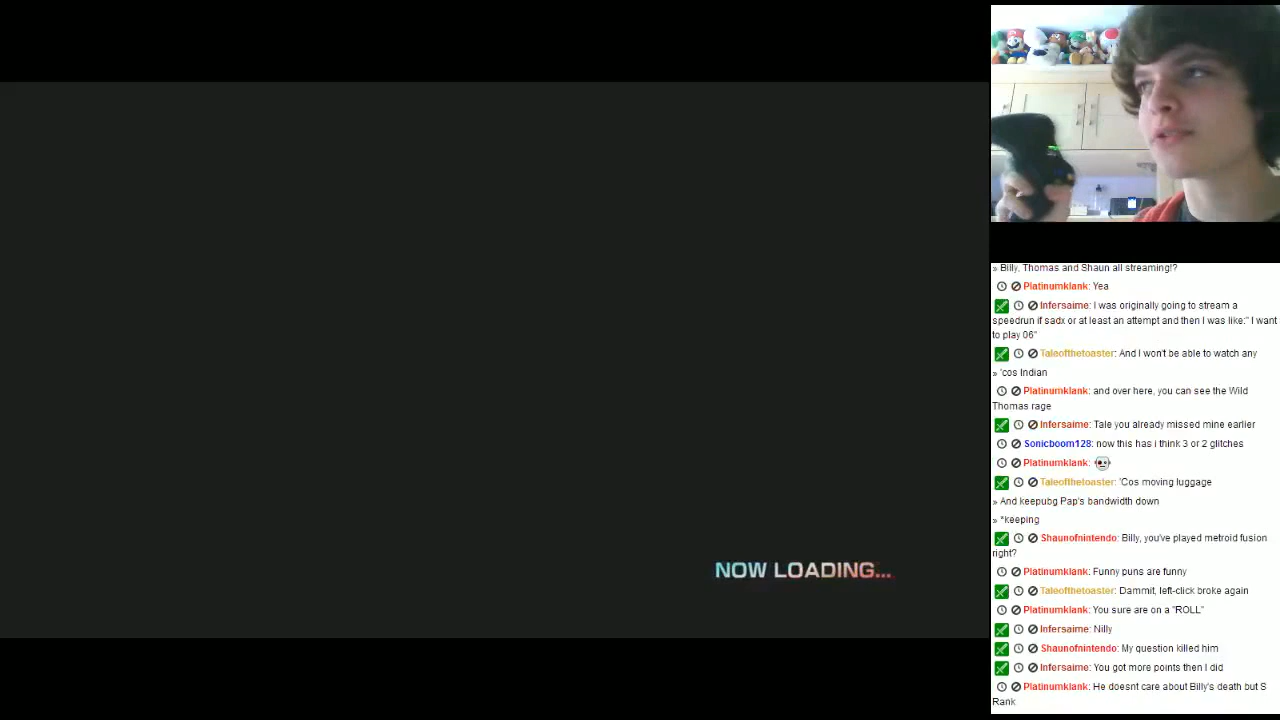 NOW LOADING...
» Billy, Thomas and Shaun all streaming!?
Platinumklank: Yea
Infersaime: I was originally going to stream a
speedrun if sadx or at least an attempt and then I was like:" I want
to play 06"
Taleofthetoaster: And I won't be able to watch any
» 'cos Indian
Platinumklank: and over here, you can see the Wild
Thomas rage
Infersaime: Tale you already missed mine earlier
Sonicboom128: now this has i think 3 or 2 glitches
Platinumklank:
Taleofthetoaster: 'Cos moving luggage
» And keepubg Pap's bandwidth down
» *keeping
Shaunofnintendo: Billy, you've played metroid fusion
right?
Platinumklank: Funny puns are funny
Taleofthetoaster: Dammit, left-click broke again
Platinumklank: You sure are on a "ROLL"
Infersaime: Nilly
Shaunofnintendo: My question killed him
Infersaime: You got more points then I did
Platinumklank: He doesnt care about Billy's death but S
Rank